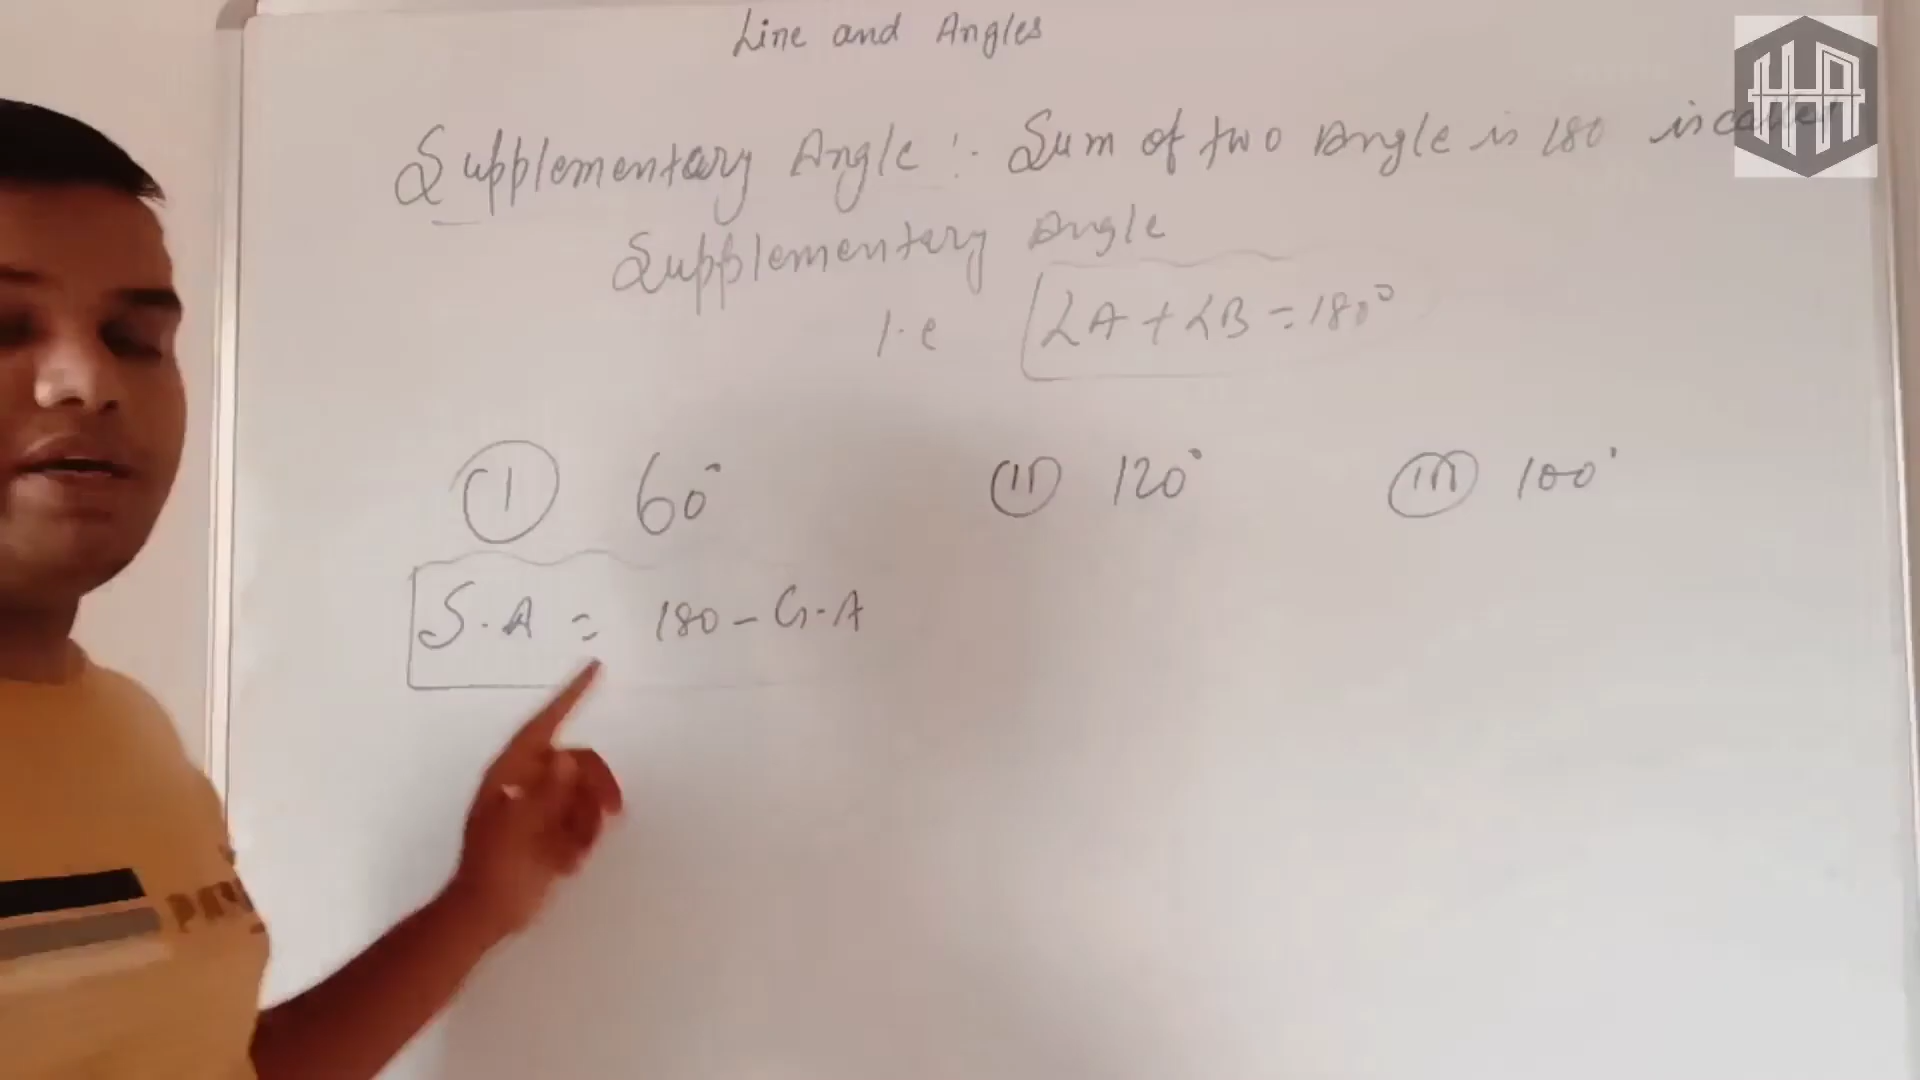 Line and Angles
Supplementary Angle :- Sum of two Angle is 180 is called
Supplementary Angle
i.e ∠A + ∠B = 180°
(I) 60° (II) 120° (III) 100°
S.A = 180 - G.A